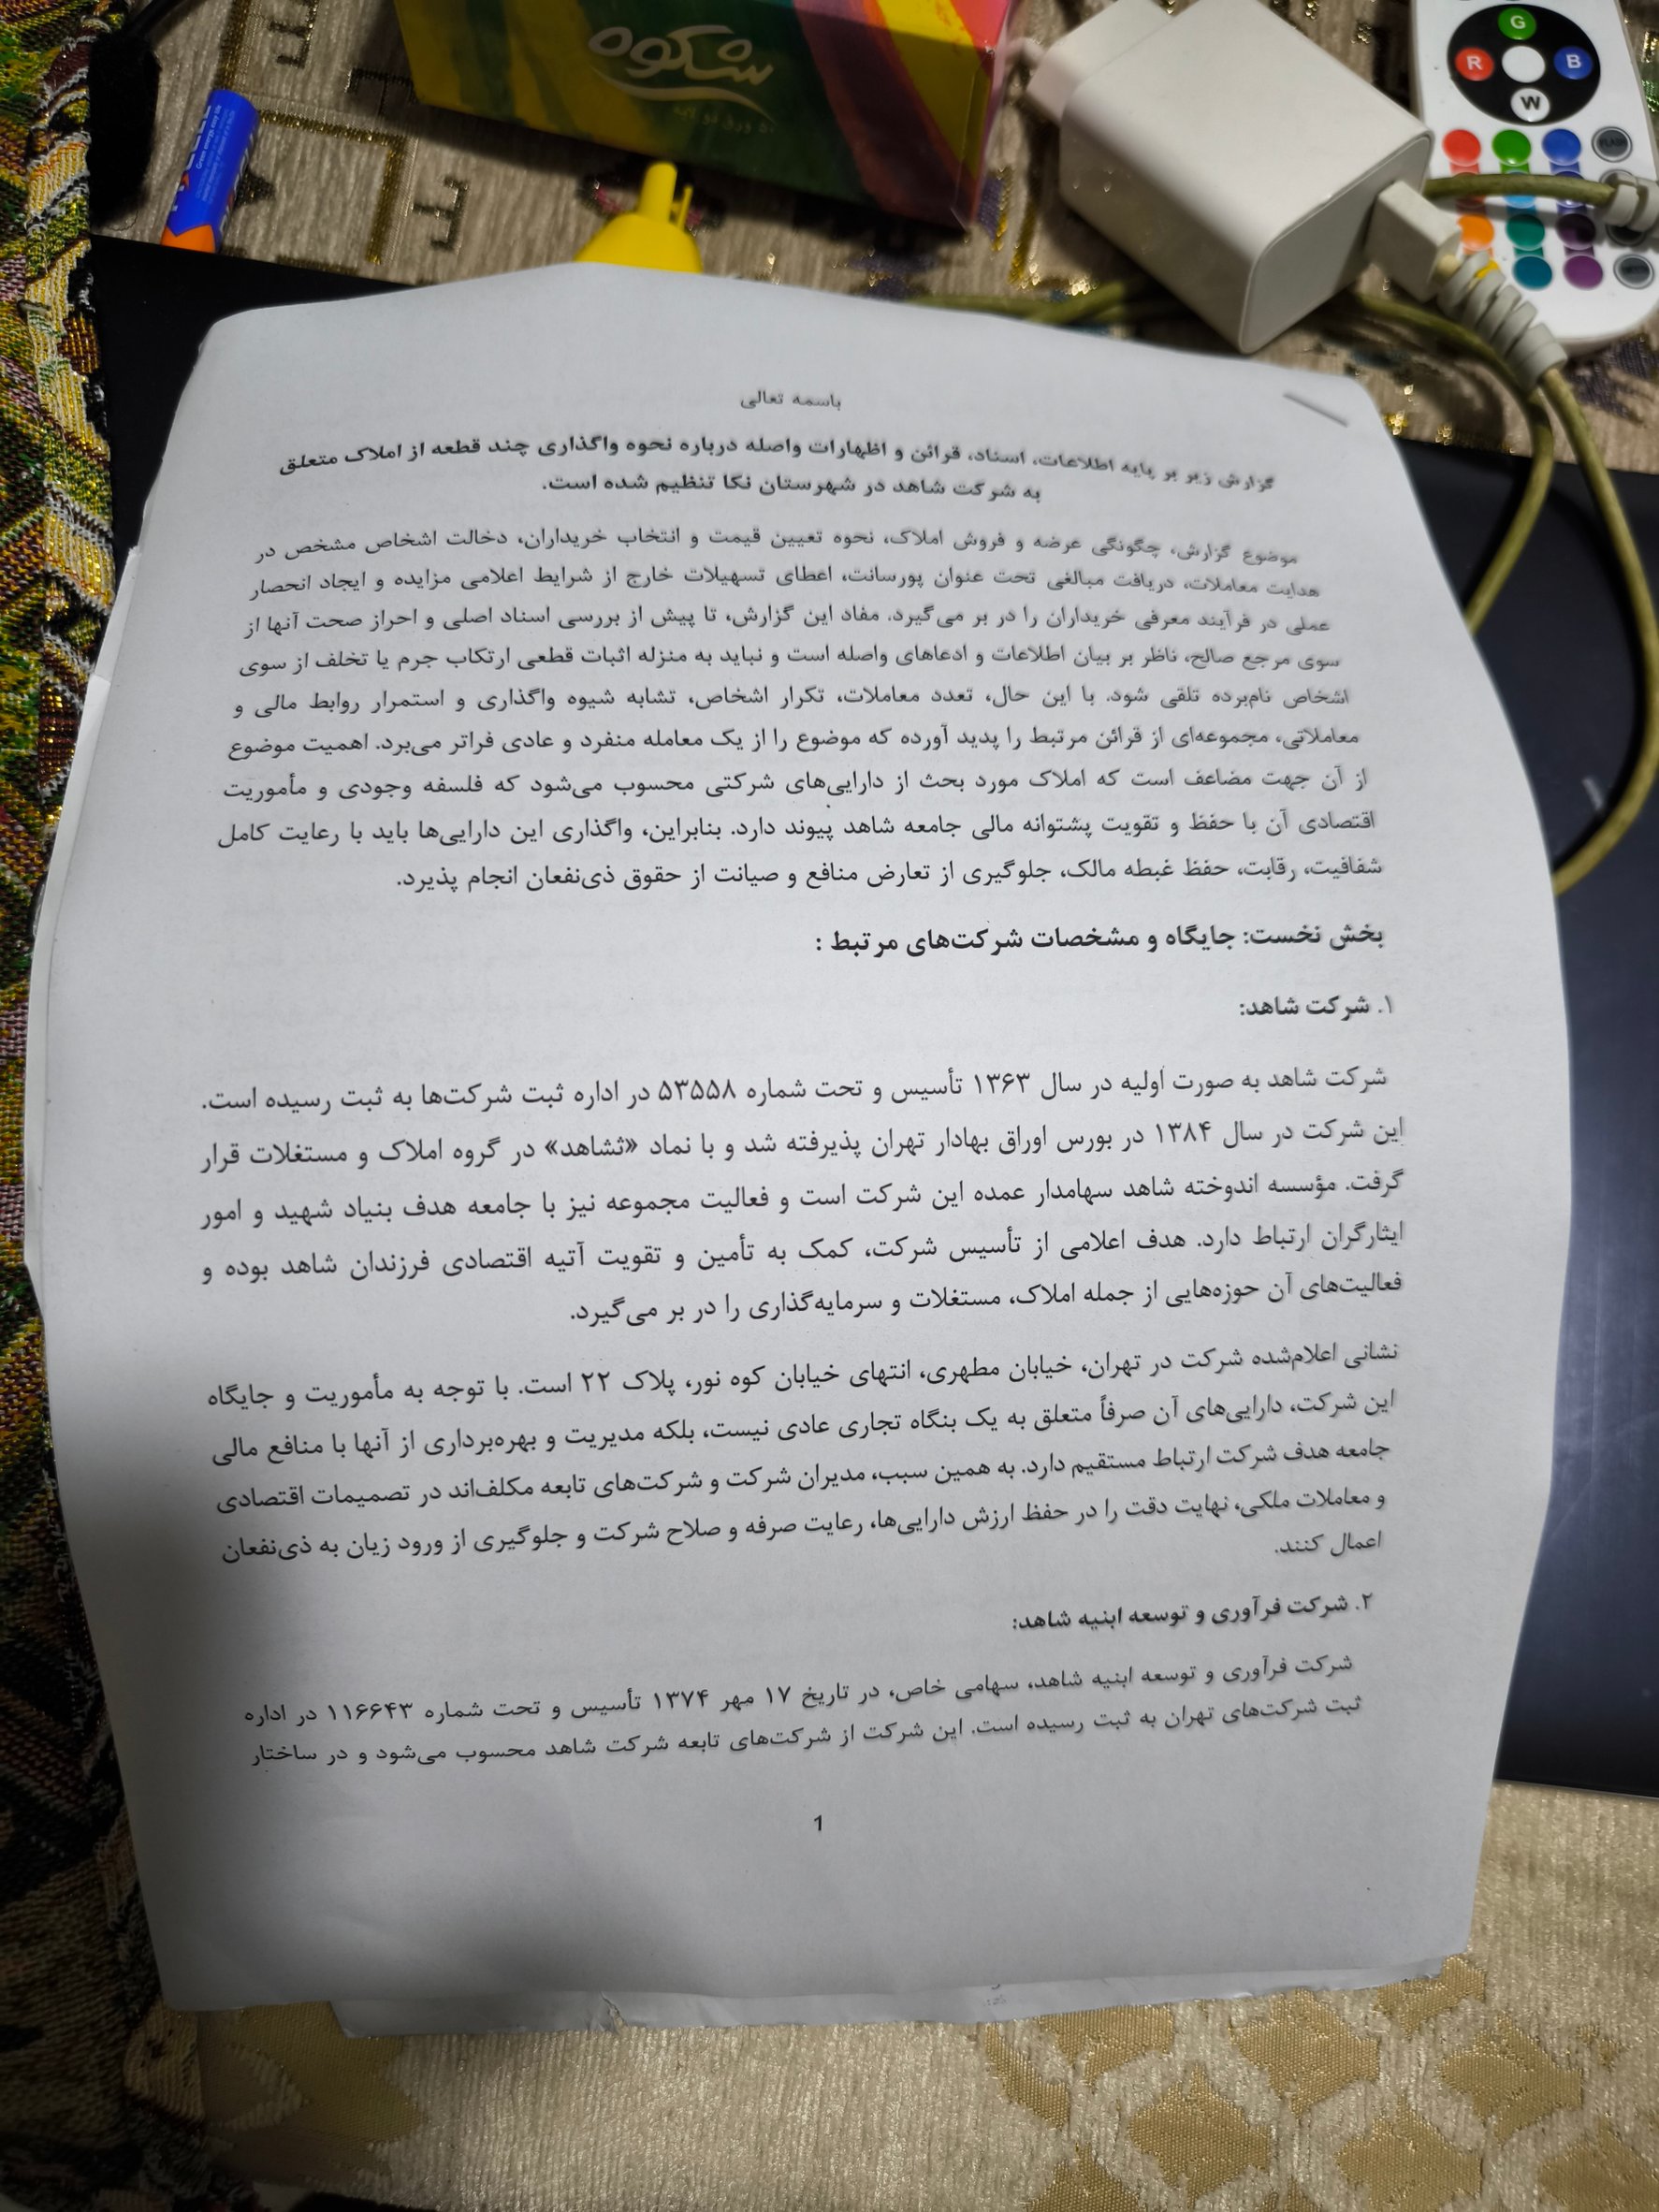 شکوه
G
R
B
W
باسمه تعالی
گزارش زیر بر پایه اطلاعات، اسناد، قرائن و اظهارات واصله درباره نحوه واگذاری چند قطعه از املاک متعلق
به شرکت شاهد در شهرستان نکا تنظیم شده است.
موضوع گزارش، چگونگی عرضه و فروش املاک، نحوه تعیین قیمت و انتخاب خریداران، دخالت اشخاص مشخص در
هدایت معاملات، دریافت مبالغی تحت عنوان پورسانت، اعطای تسهیلات خارج از شرایط اعلامی مزایده و ایجاد انحصار
عملی در فرآیند معرفی خریداران را در بر می‌گیرد. مفاد این گزارش، تا پیش از بررسی اسناد اصلی و احراز صحت آنها از
سوی مرجع صالح، ناظر بر بیان اطلاعات و ادعاهای واصله است و نباید به منزله اثبات قطعی ارتکاب جرم یا تخلف از سوی
اشخاص نام‌برده تلقی شود. با این حال، تعدد معاملات، تکرار اشخاص، تشابه شیوه واگذاری و استمرار روابط مالی و
معاملاتی، مجموعه‌ای از قرائن مرتبط را پدید آورده که موضوع را از یک معامله منفرد و عادی فراتر می‌برد. اهمیت موضوع
از آن جهت مضاعف است که املاک مورد بحث از دارایی‌های شرکتی محسوب می‌شود که فلسفه وجودی و مأموریت
اقتصادی آن با حفظ و تقویت پشتوانه مالی جامعه شاهد پیوند دارد. بنابراین، واگذاری این دارایی‌ها باید با رعایت کامل
شفافیت، رقابت، حفظ غبطه مالک، جلوگیری از تعارض منافع و صیانت از حقوق ذی‌نفعان انجام پذیرد.
بخش نخست: جایگاه و مشخصات شرکت‌های مرتبط :
۱. شرکت شاهد:
شرکت شاهد به صورت اولیه در سال ۱۳۶۳ تأسیس و تحت شماره ۵۳۵۵۸ در اداره ثبت شرکت‌ها به ثبت رسیده است.
این شرکت در سال ۱۳۸۴ در بورس اوراق بهادار تهران پذیرفته شد و با نماد «ثشاهد» در گروه املاک و مستغلات قرار
گرفت. مؤسسه اندوخته شاهد سهامدار عمده این شرکت است و فعالیت مجموعه نیز با جامعه هدف بنیاد شهید و امور
ایثارگران ارتباط دارد. هدف اعلامی از تأسیس شرکت، کمک به تأمین و تقویت آتیه اقتصادی فرزندان شاهد بوده و
فعالیت‌های آن حوزه‌هایی از جمله املاک، مستغلات و سرمایه‌گذاری را در بر می‌گیرد.
نشانی اعلام‌شده شرکت در تهران، خیابان مطهری، انتهای خیابان کوه نور، پلاک ۲۲ است. با توجه به مأموریت و جایگاه
این شرکت، دارایی‌های آن صرفاً متعلق به یک بنگاه تجاری عادی نیست، بلکه مدیریت و بهره‌برداری از آنها با منافع مالی
جامعه هدف شرکت ارتباط مستقیم دارد. به همین سبب، مدیران شرکت و شرکت‌های تابعه مکلف‌اند در تصمیمات اقتصادی
و معاملات ملکی، نهایت دقت را در حفظ ارزش دارایی‌ها، رعایت صرفه و صلاح شرکت و جلوگیری از ورود زیان به ذی‌نفعان
اعمال کنند.
۲. شرکت فرآوری و توسعه ابنیه شاهد:
شرکت فرآوری و توسعه ابنیه شاهد، سهامی خاص، در تاریخ ۱۷ مهر ۱۳۷۴ تأسیس و تحت شماره ۱۱۶۶۴۳ در اداره
ثبت شرکت‌های تهران به ثبت رسیده است. این شرکت از شرکت‌های تابعه شرکت شاهد محسوب می‌شود و در ساختار
1